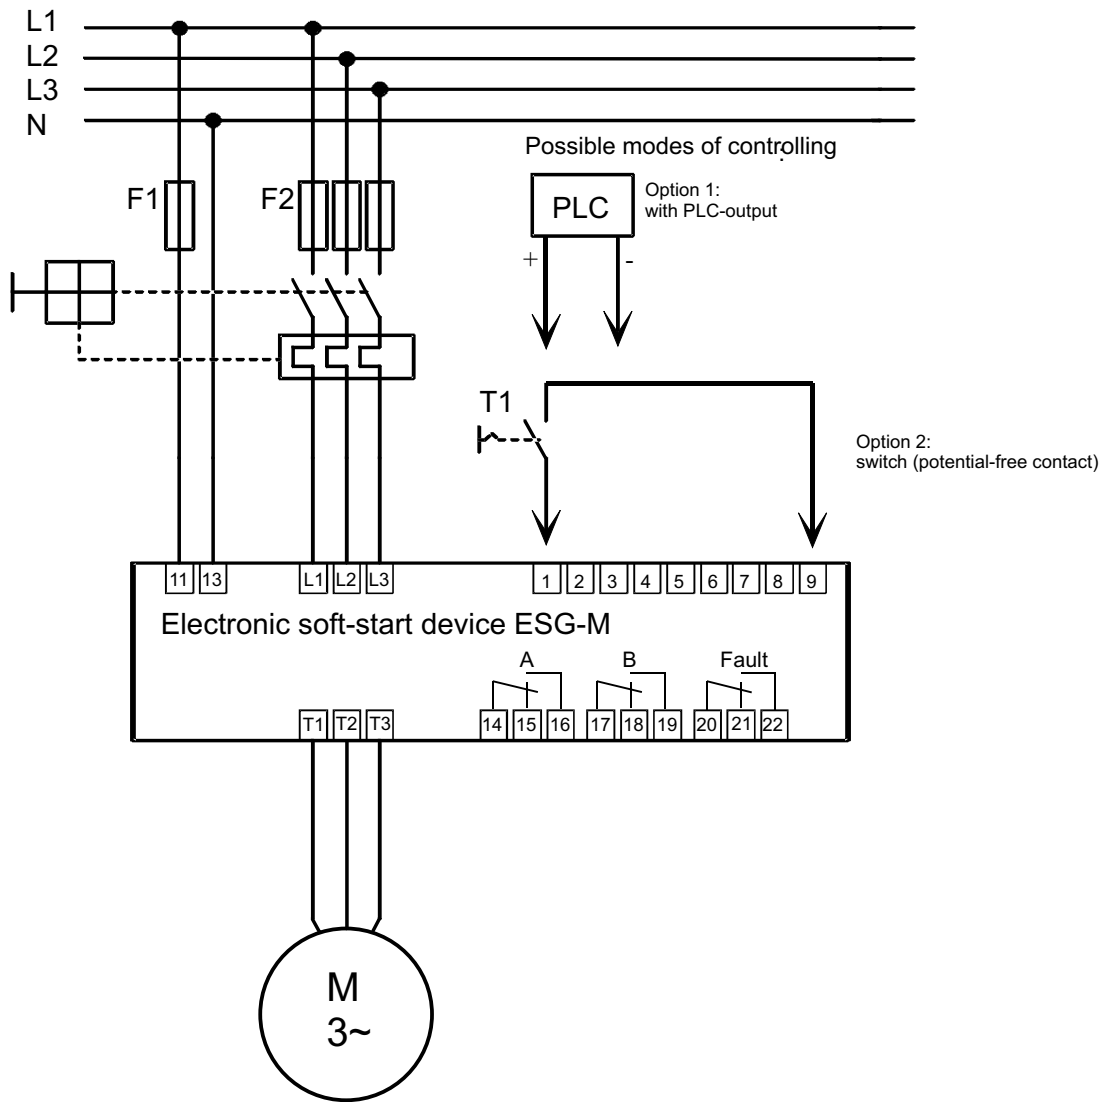 L1
L2
L3
N
Possible modes of controlling
F1
F2
PLC
Option 1:
with PLC-output
+ -
T1
Option 2:
switch (potential-free contact)
11 13 L1 L2 L3 1 2 3 4 5 6 7 8 9
Electronic soft-start device ESG-M
A B Fault
T1 T2 T3 14 15 16 17 18 19 20 21 22
M
3~